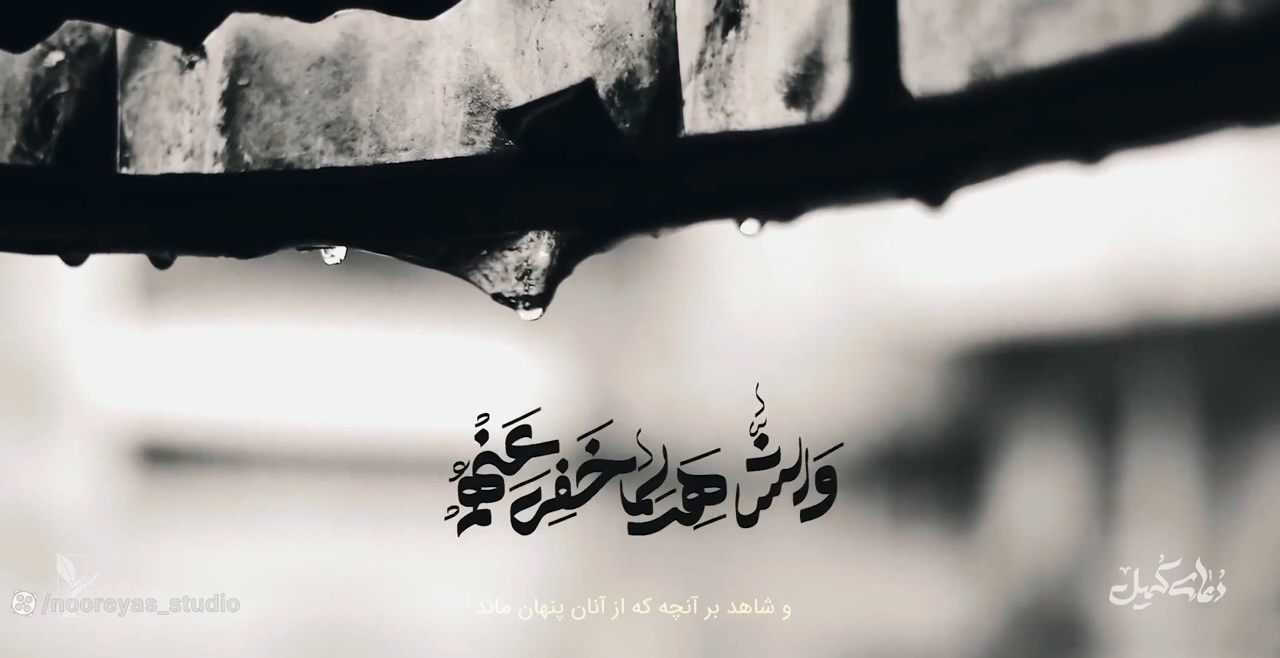 وَالشّٰاهِدَ لِمٰا خَفِيَ عَنْهُمْ
و شاهد بر آنچه که از آنان پنهان ماند
دعای کمیل
/nooreyas_studio